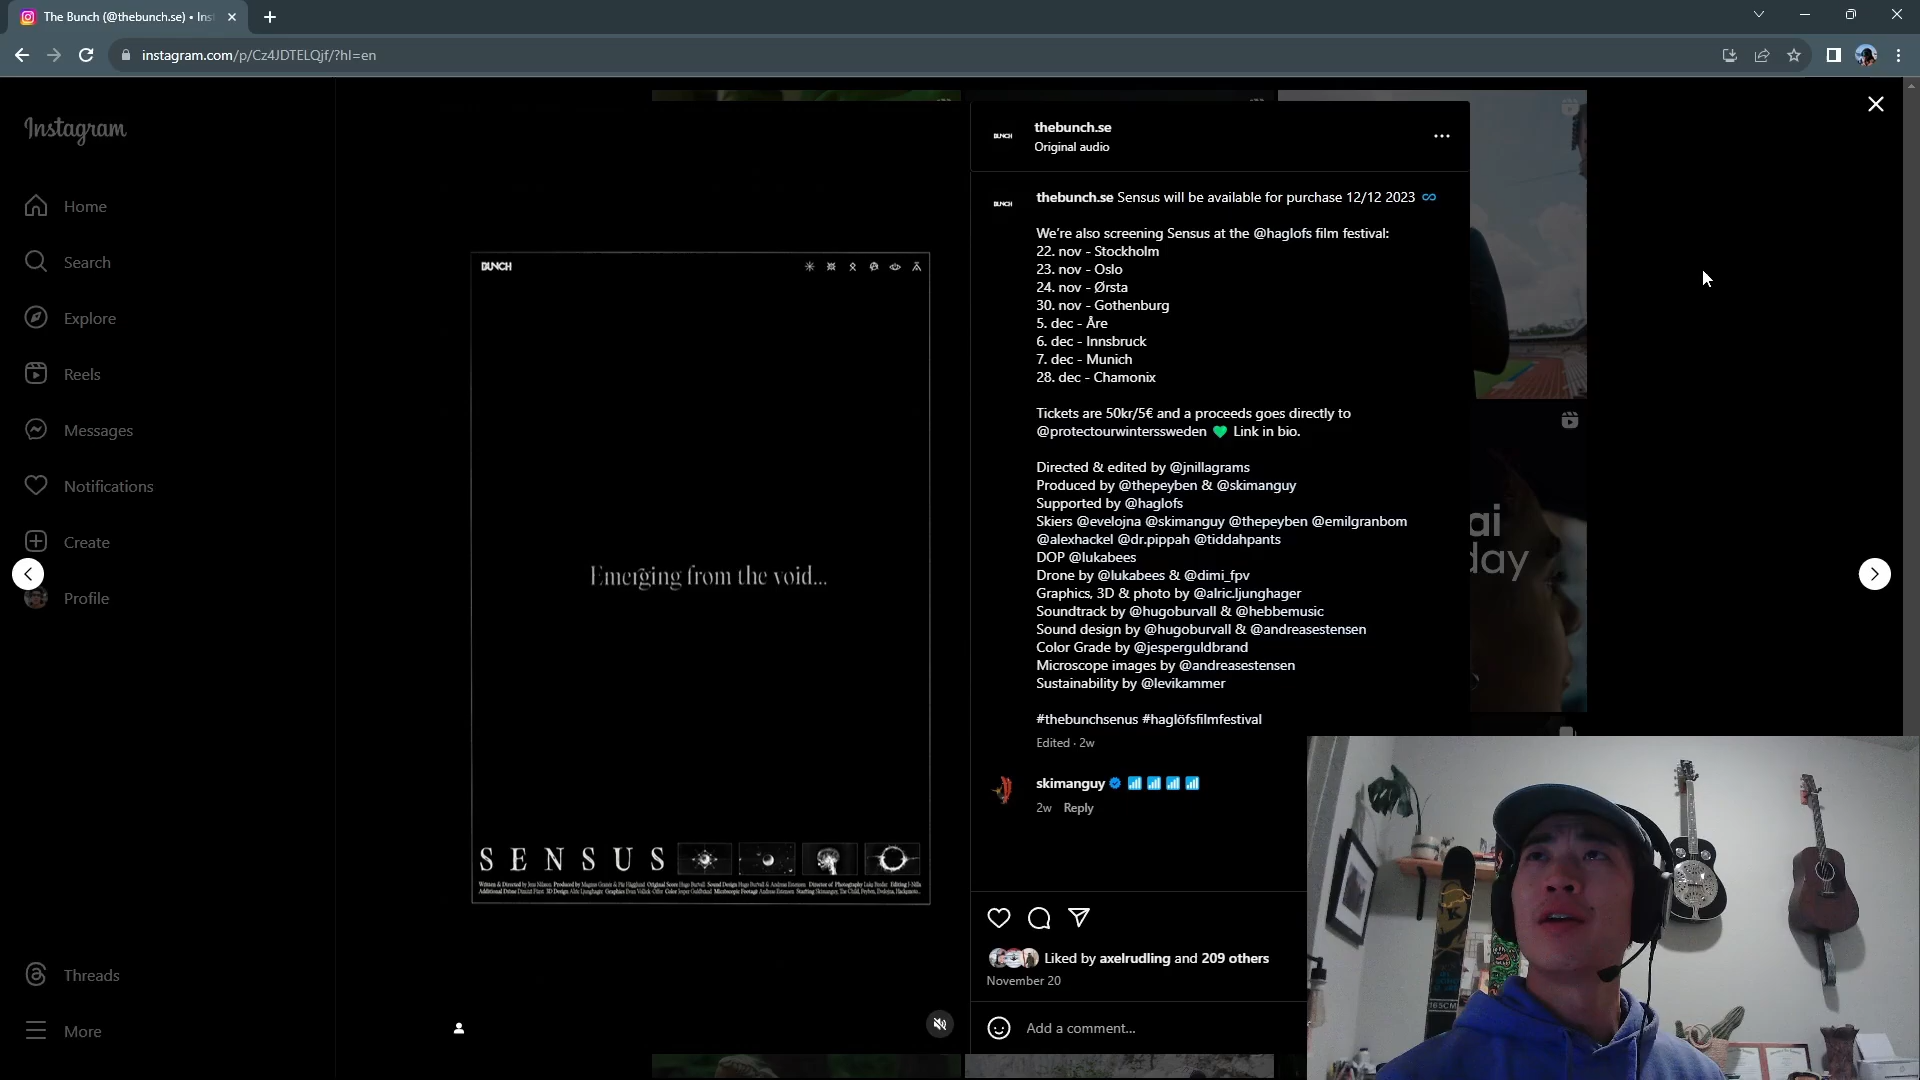 The Bunch (@thebunch.se) • Ins
instagram.com/p/Cz4JDTELQjf/?hl=en
Instagram
Home
Search
Explore
Reels
Messages
Notifications
Create
Profile
Threads
More
BUNCH
Emerging from the void...
SENSUS
BUNCH
thebunch.se
Original audio
BUNCH
thebunch.se Sensus will be available for purchase 12/12 2023
We're also screening Sensus at the @haglofs film festival:
22. nov - Stockholm
23. nov - Oslo
24. nov - Ørsta
30. nov - Gothenburg
5. dec - Åre
6. dec - Innsbruck
7. dec - Munich
28. dec - Chamonix
Tickets are 50kr/5€ and a proceeds goes directly to
@protectourwinterssweden 💚 Link in bio.
Directed & edited by @jnillagrams
Produced by @thepeyben & @skimanguy
Supported by @haglofs
Skiers @evelojna @skimanguy @thepeyben @emilgranbom
@alexhackel @dr.pippah @tiddahpants
DOP @lukabees
Drone by @lukabees & @dimi_fpv
Graphics, 3D & photo by @alric.ljunghager
Soundtrack by @hugoburvall & @hebbemusic
Sound design by @hugoburvall & @andreasestensen
Color Grade by @jesperguldbrand
Microscope images by @andreasestensen
Sustainability by @levikammer
#thebunchsenus #haglöfsfilmfestival
Edited · 2w
skimanguy
2w Reply
Liked by axelrudling and 209 others
November 20
Add a comment...
ai
day
165CM